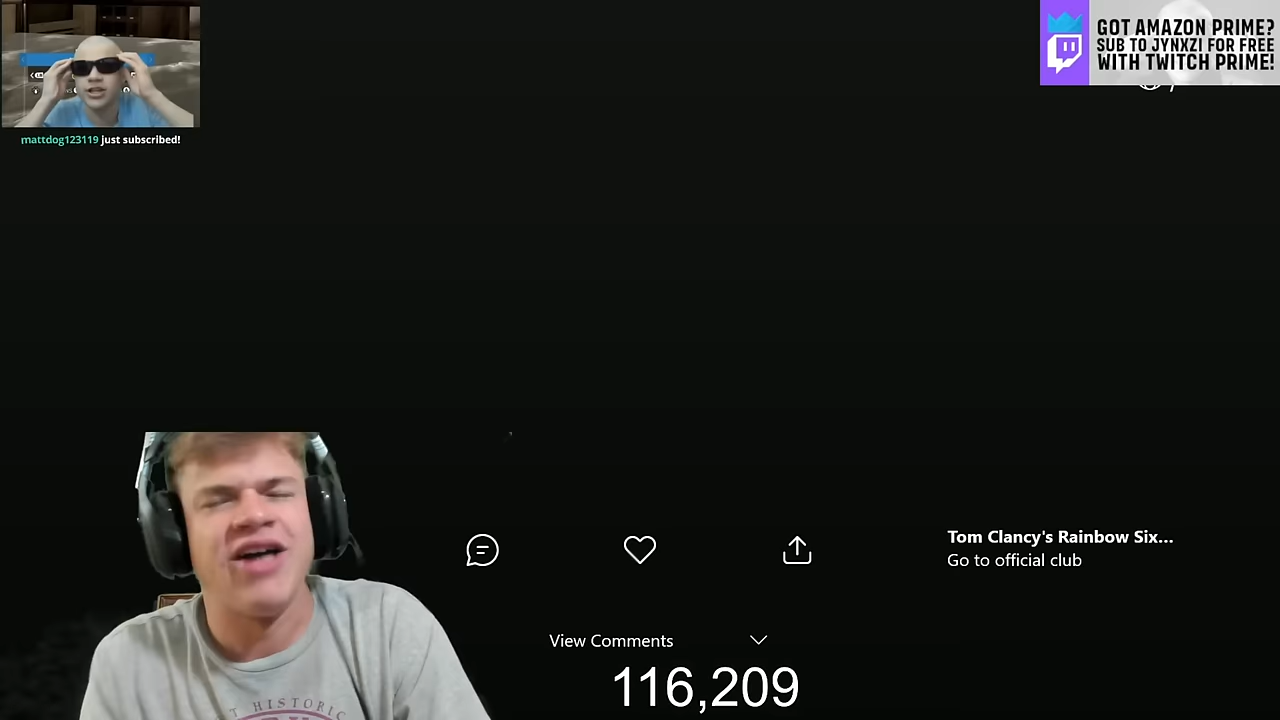 GOT AMAZON PRIME?
SUB TO JYNXZI FOR FREE
WITH TWITCH PRIME!
mattdog123119 just subscribed!
Tom Clancy's Rainbow Six...
Go to official club
View Comments
116,209